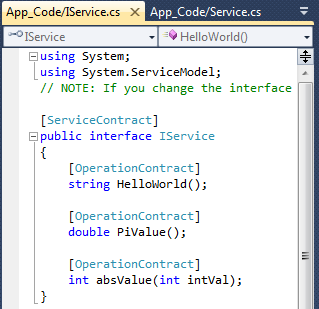 App_Code/IService.cs App_Code/Service.cs
IService HelloWorld()
using System;
using System.ServiceModel;
// NOTE: If you change the interface
[ServiceContract]
public interface IService
{
[OperationContract]
string HelloWorld();
[OperationContract]
double PiValue();
[OperationContract]
int absValue(int intVal);
}